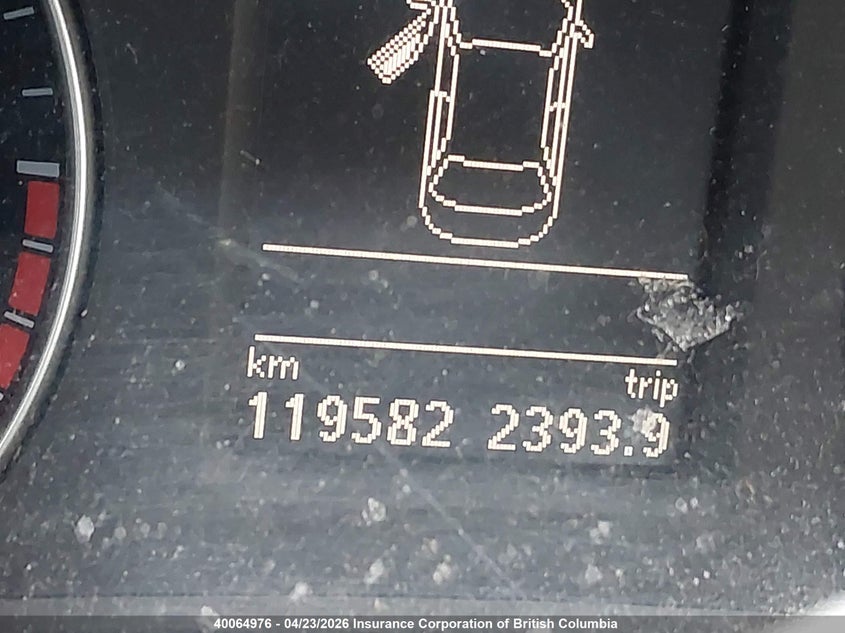 km trip
119582 2393.9
40064976 - 04/23/2026 Insurance Corporation of British Columbia